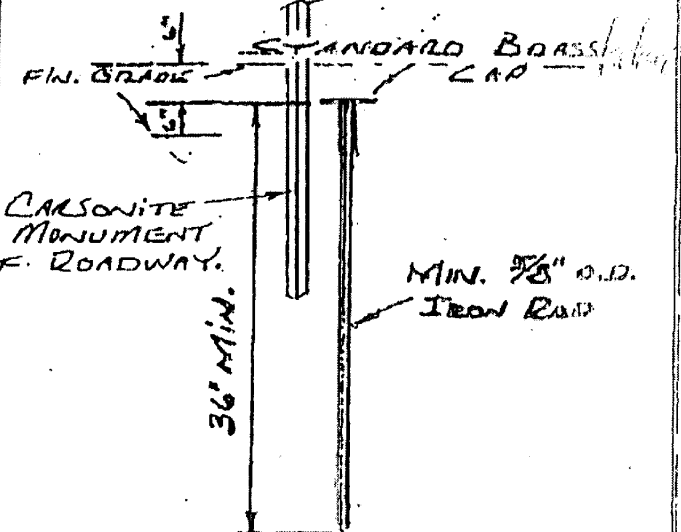 STANDARD BRASS
CAP
FIN. GRADE
CARSONITE
MONUMENT
F. ROADWAY.
36" MIN.
MIN. 5/8" O.D.
IRON ROD